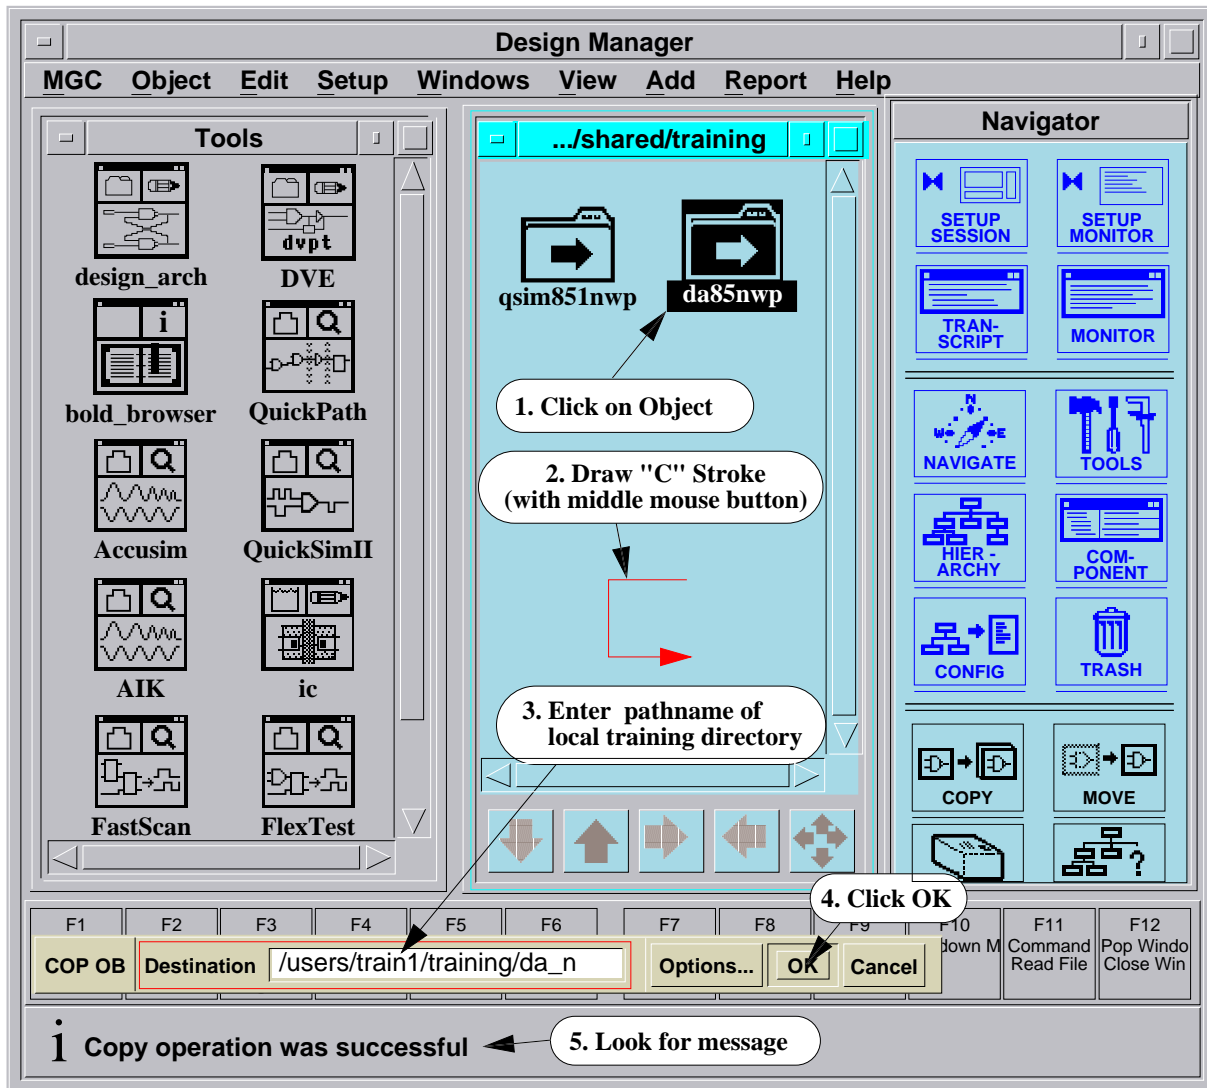 Design Manager
MGC Object Edit Setup Windows View Add Report Help
Tools
design_arch
dvpt
DVE
i
bold_browser
QuickPath
Accusim
QuickSimII
AIK
ic
FastScan
FlexTest
.../shared/training
qsim851nwp
da85nwp
1. Click on Object
2. Draw "C" Stroke
(with middle mouse button)
3. Enter pathname of
local training directory
Navigator
SETUP
SESSION
SETUP
MONITOR
TRAN-
SCRIPT
MONITOR
N
W
E
NAVIGATE
TOOLS
HIER -
ARCHY
COM-
PONENT
CONFIG
TRASH
COPY
MOVE
?
4. Click OK
F1 F2 F3 F4 F5 F6 F7 F8 F9 F10 F11 F12
down M
Command
Read File
Pop Windo
Close Win
COP OB Destination /users/train1/training/da_n Options... OK Cancel
i Copy operation was successful
5. Look for message